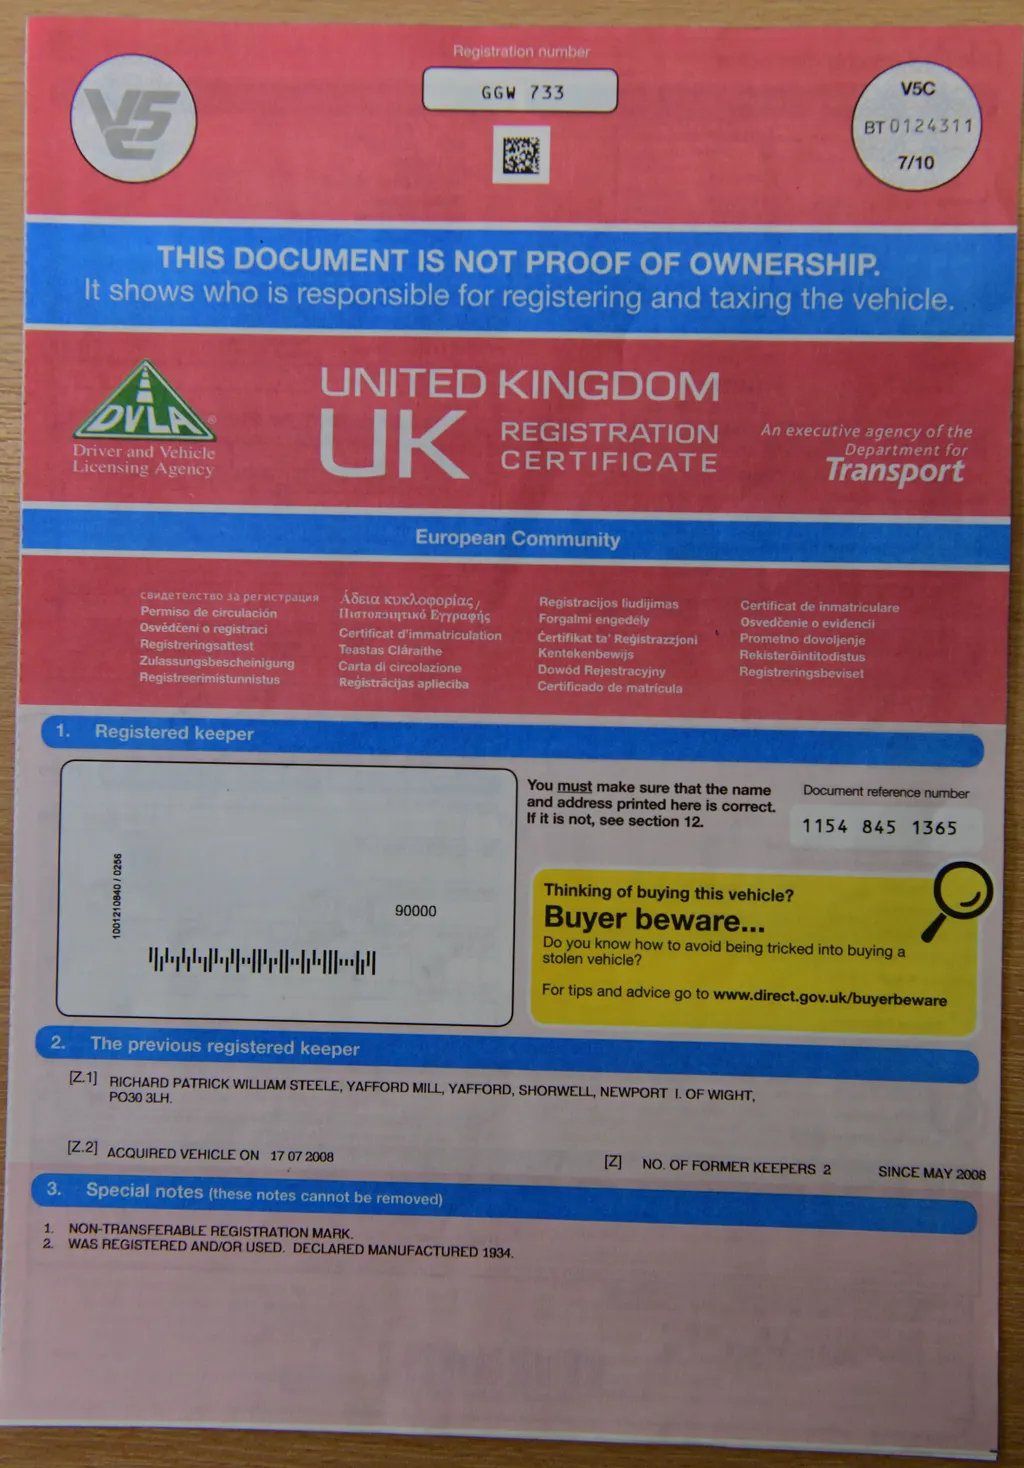 Registration number
GGW 733
V5C
V5C
BT 0124311
7/10
THIS DOCUMENT IS NOT PROOF OF OWNERSHIP.
It shows who is responsible for registering and taxing the vehicle.
DVLA
Driver and Vehicle
Licensing Agency
UNITED KINGDOM
UK REGISTRATION
CERTIFICATE
An executive agency of the
Department for
Transport
European Community
свидетелство за регистрация
Permiso de circulación
Osvědčení o registraci
Registreringsattest
Zulassungsbescheinigung
Registreerimistunnistus
Άδεια κυκλοφορίας /
Πιστοποιητικό Εγγραφής
Certificat d'immatriculation
Teastas Cláraithe
Carta di circolazione
Reģistrācijas apliecība
Registracijos liudijimas
Forgalmi engedély
Ċertifikat ta' Reġistrazzjoni
Kentekenbewijs
Dowód Rejestracyjny
Certificado de matrícula
Certificat de inmatriculare
Osvedčenie o evidencii
Prometno dovoljenje
Rekisteröintitodistus
Registreringsbeviset
1. Registered keeper
1001210840 / 0256
90000
You must make sure that the name
and address printed here is correct.
If it is not, see section 12.
Document reference number
1154 845 1365
Thinking of buying this vehicle?
Buyer beware...
Do you know how to avoid being tricked into buying a
stolen vehicle?
For tips and advice go to www.direct.gov.uk/buyerbeware
2. The previous registered keeper
[Z.1] RICHARD PATRICK WILLIAM STEELE, YAFFORD MILL, YAFFORD, SHORWELL, NEWPORT I. OF WIGHT,
PO30 3LH.
[Z.2] ACQUIRED VEHICLE ON 17 07 2008
[Z] NO. OF FORMER KEEPERS 2 SINCE MAY 2008
3. Special notes (these notes cannot be removed)
1. NON-TRANSFERABLE REGISTRATION MARK.
2. WAS REGISTERED AND/OR USED. DECLARED MANUFACTURED 1934.